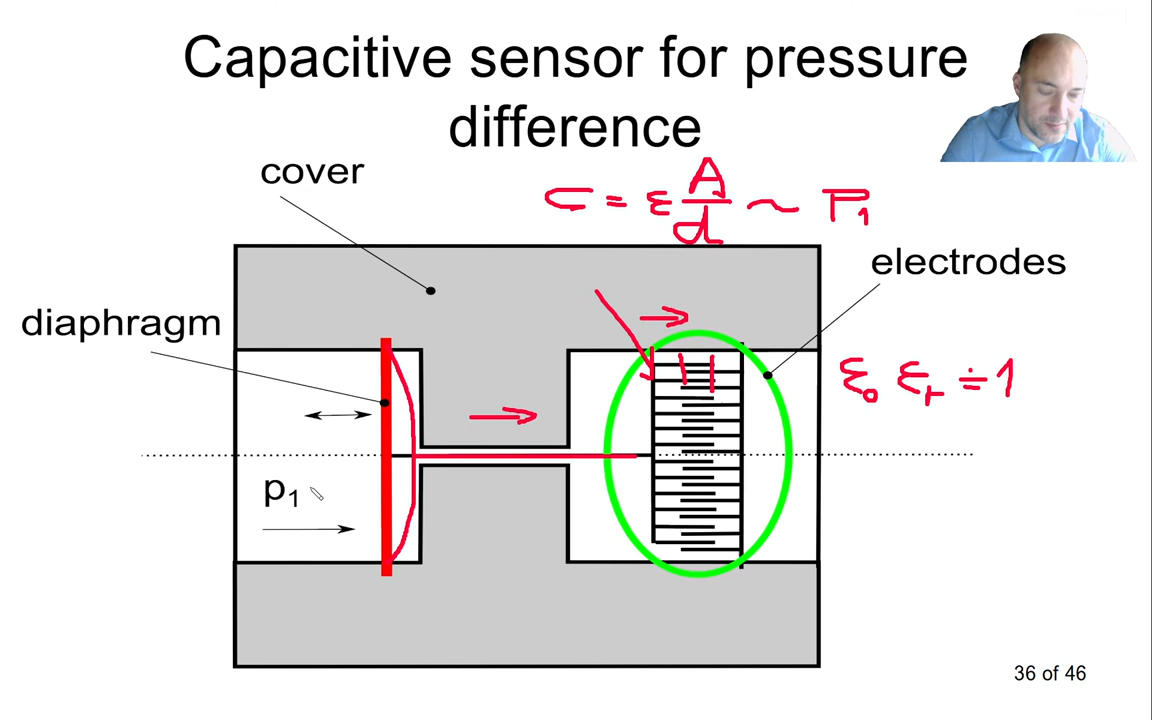 Capacitive sensor for pressure
difference
cover
C = ε A/d ~ P₁
electrodes
diaphragm
ε₀ εᵣ ÷ 1
p₁
36 of 46